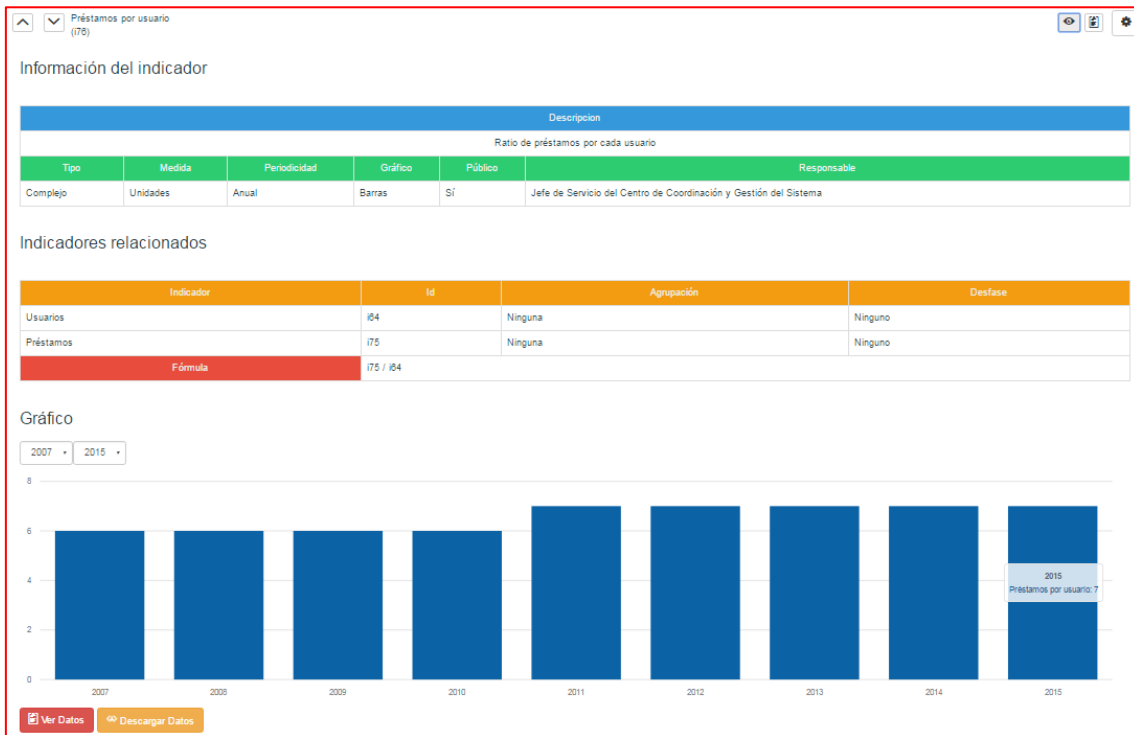 Préstamos por usuario
(i76)
Información del indicador
Descripcion
Ratio de préstamos por cada usuario
Tipo Medida Periodicidad Gráfico Público Responsable
Complejo Unidades Anual Barras Sí Jefe de Servicio del Centro de Coordinación y Gestión del Sistema
Indicadores relacionados
Indicador Id Agrupación Desfase
Usuarios i64 Ninguna Ninguno
Préstamos i75 Ninguna Ninguno
Fórmula i75 / i64
Gráfico
2007 2015
8
6
4
2
0
2015
Préstamos por usuario: 7
2007 2008 2009 2010 2011 2012 2013 2014 2015
Ver Datos Descargar Datos